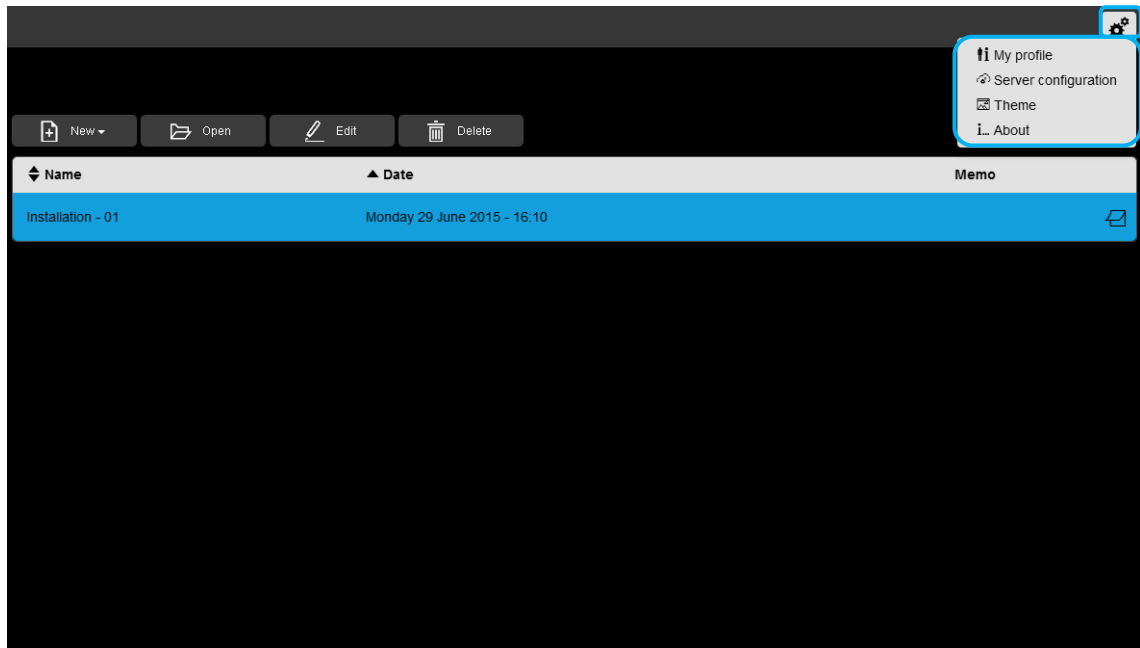 My profile
Server configuration
Theme
i... About
New Open Edit Delete
Name Date Memo
Installation - 01 Monday 29 June 2015 - 16:10